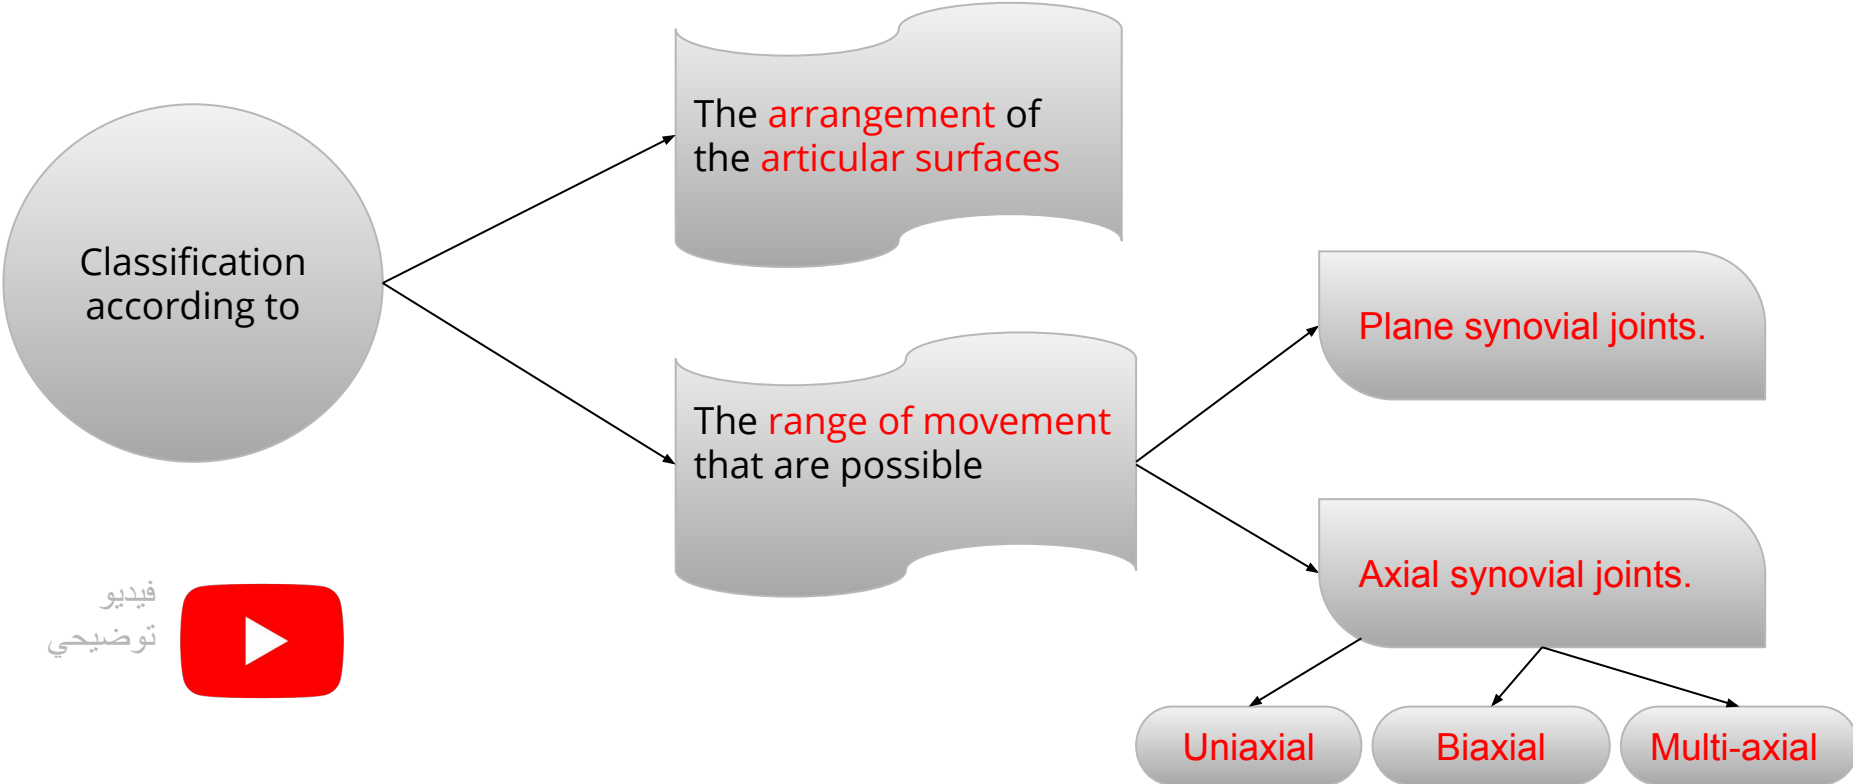 Classification
according to
The arrangement of
the articular surfaces
The range of movement
that are possible
Plane synovial joints.
Axial synovial joints.
Uniaxial
Biaxial
Multi-axial
فيديو
توضيحي